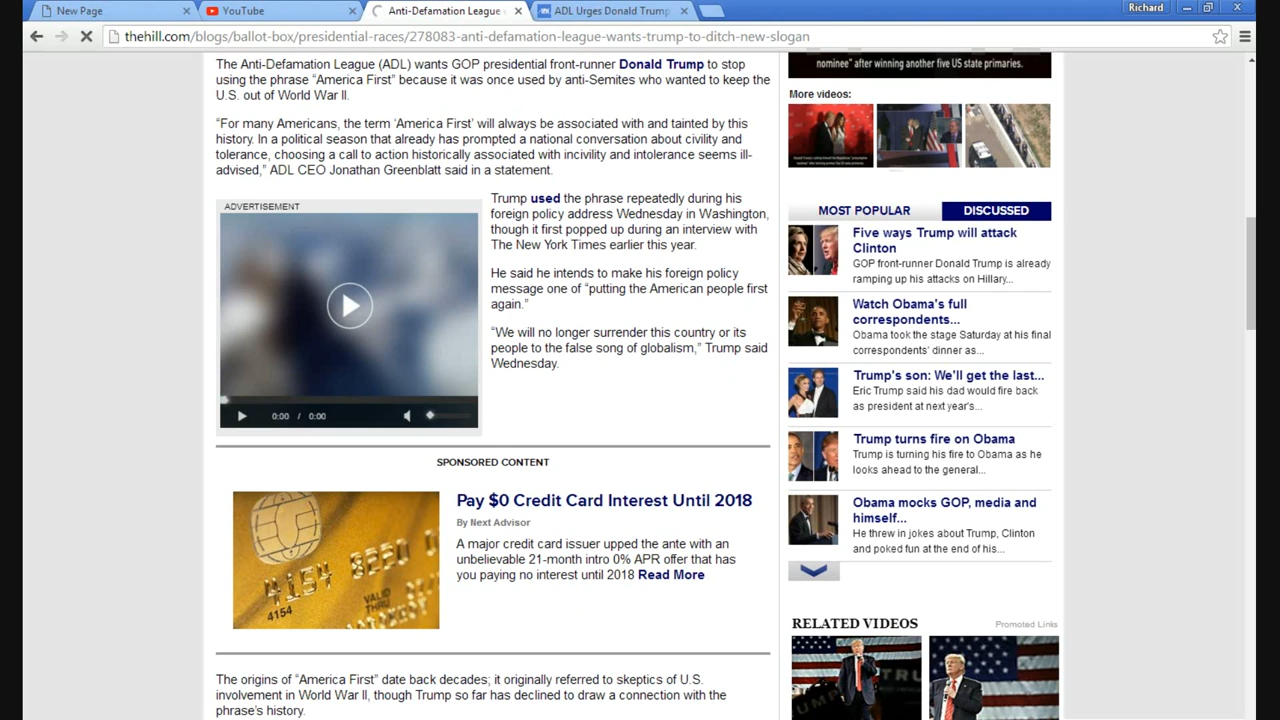 New Page
YouTube
Anti-Defamation League
ADL Urges Donald Trump
Richard
thehill.com/blogs/ballot-box/presidential-races/278083-anti-defamation-league-wants-trump-to-ditch-new-slogan
The Anti-Defamation League (ADL) wants GOP presidential front-runner Donald Trump to stop
using the phrase “America First” because it was once used by anti-Semites who wanted to keep the
U.S. out of World War II.
“For many Americans, the term ‘America First’ will always be associated with and tainted by this
history. In a political season that already has prompted a national conversation about civility and
tolerance, choosing a call to action historically associated with incivility and intolerance seems ill-
advised,” ADL CEO Jonathan Greenblatt said in a statement.
ADVERTISEMENT
0:00 / 0:00
Trump used the phrase repeatedly during his
foreign policy address Wednesday in Washington,
though it first popped up during an interview with
The New York Times earlier this year.
He said he intends to make his foreign policy
message one of “putting the American people first
again.”
“We will no longer surrender this country or its
people to the false song of globalism,” Trump said
Wednesday.
SPONSORED CONTENT
Pay $0 Credit Card Interest Until 2018
By Next Advisor
A major credit card issuer upped the ante with an
unbelievable 21-month intro 0% APR offer that has
you paying no interest until 2018 Read More
4154
VALID
THRU
The origins of “America First” date back decades; it originally referred to skeptics of U.S.
involvement in World War II, though Trump so far has declined to draw a connection with the
phrase’s history.
nominee” after winning another five US state primaries.
More videos:
MOST POPULAR
DISCUSSED
Five ways Trump will attack
Clinton
GOP front-runner Donald Trump is already
ramping up his attacks on Hillary...
Watch Obama’s full
correspondents...
Obama took the stage Saturday at his final
correspondents’ dinner as...
Trump’s son: We’ll get the last...
Eric Trump said his dad would fire back
as president at next year’s...
Trump turns fire on Obama
Trump is turning his fire to Obama as he
looks ahead to the general...
Obama mocks GOP, media and
himself...
He threw in jokes about Trump, Clinton
and poked fun at the end of his...
RELATED VIDEOS
Promoted Links